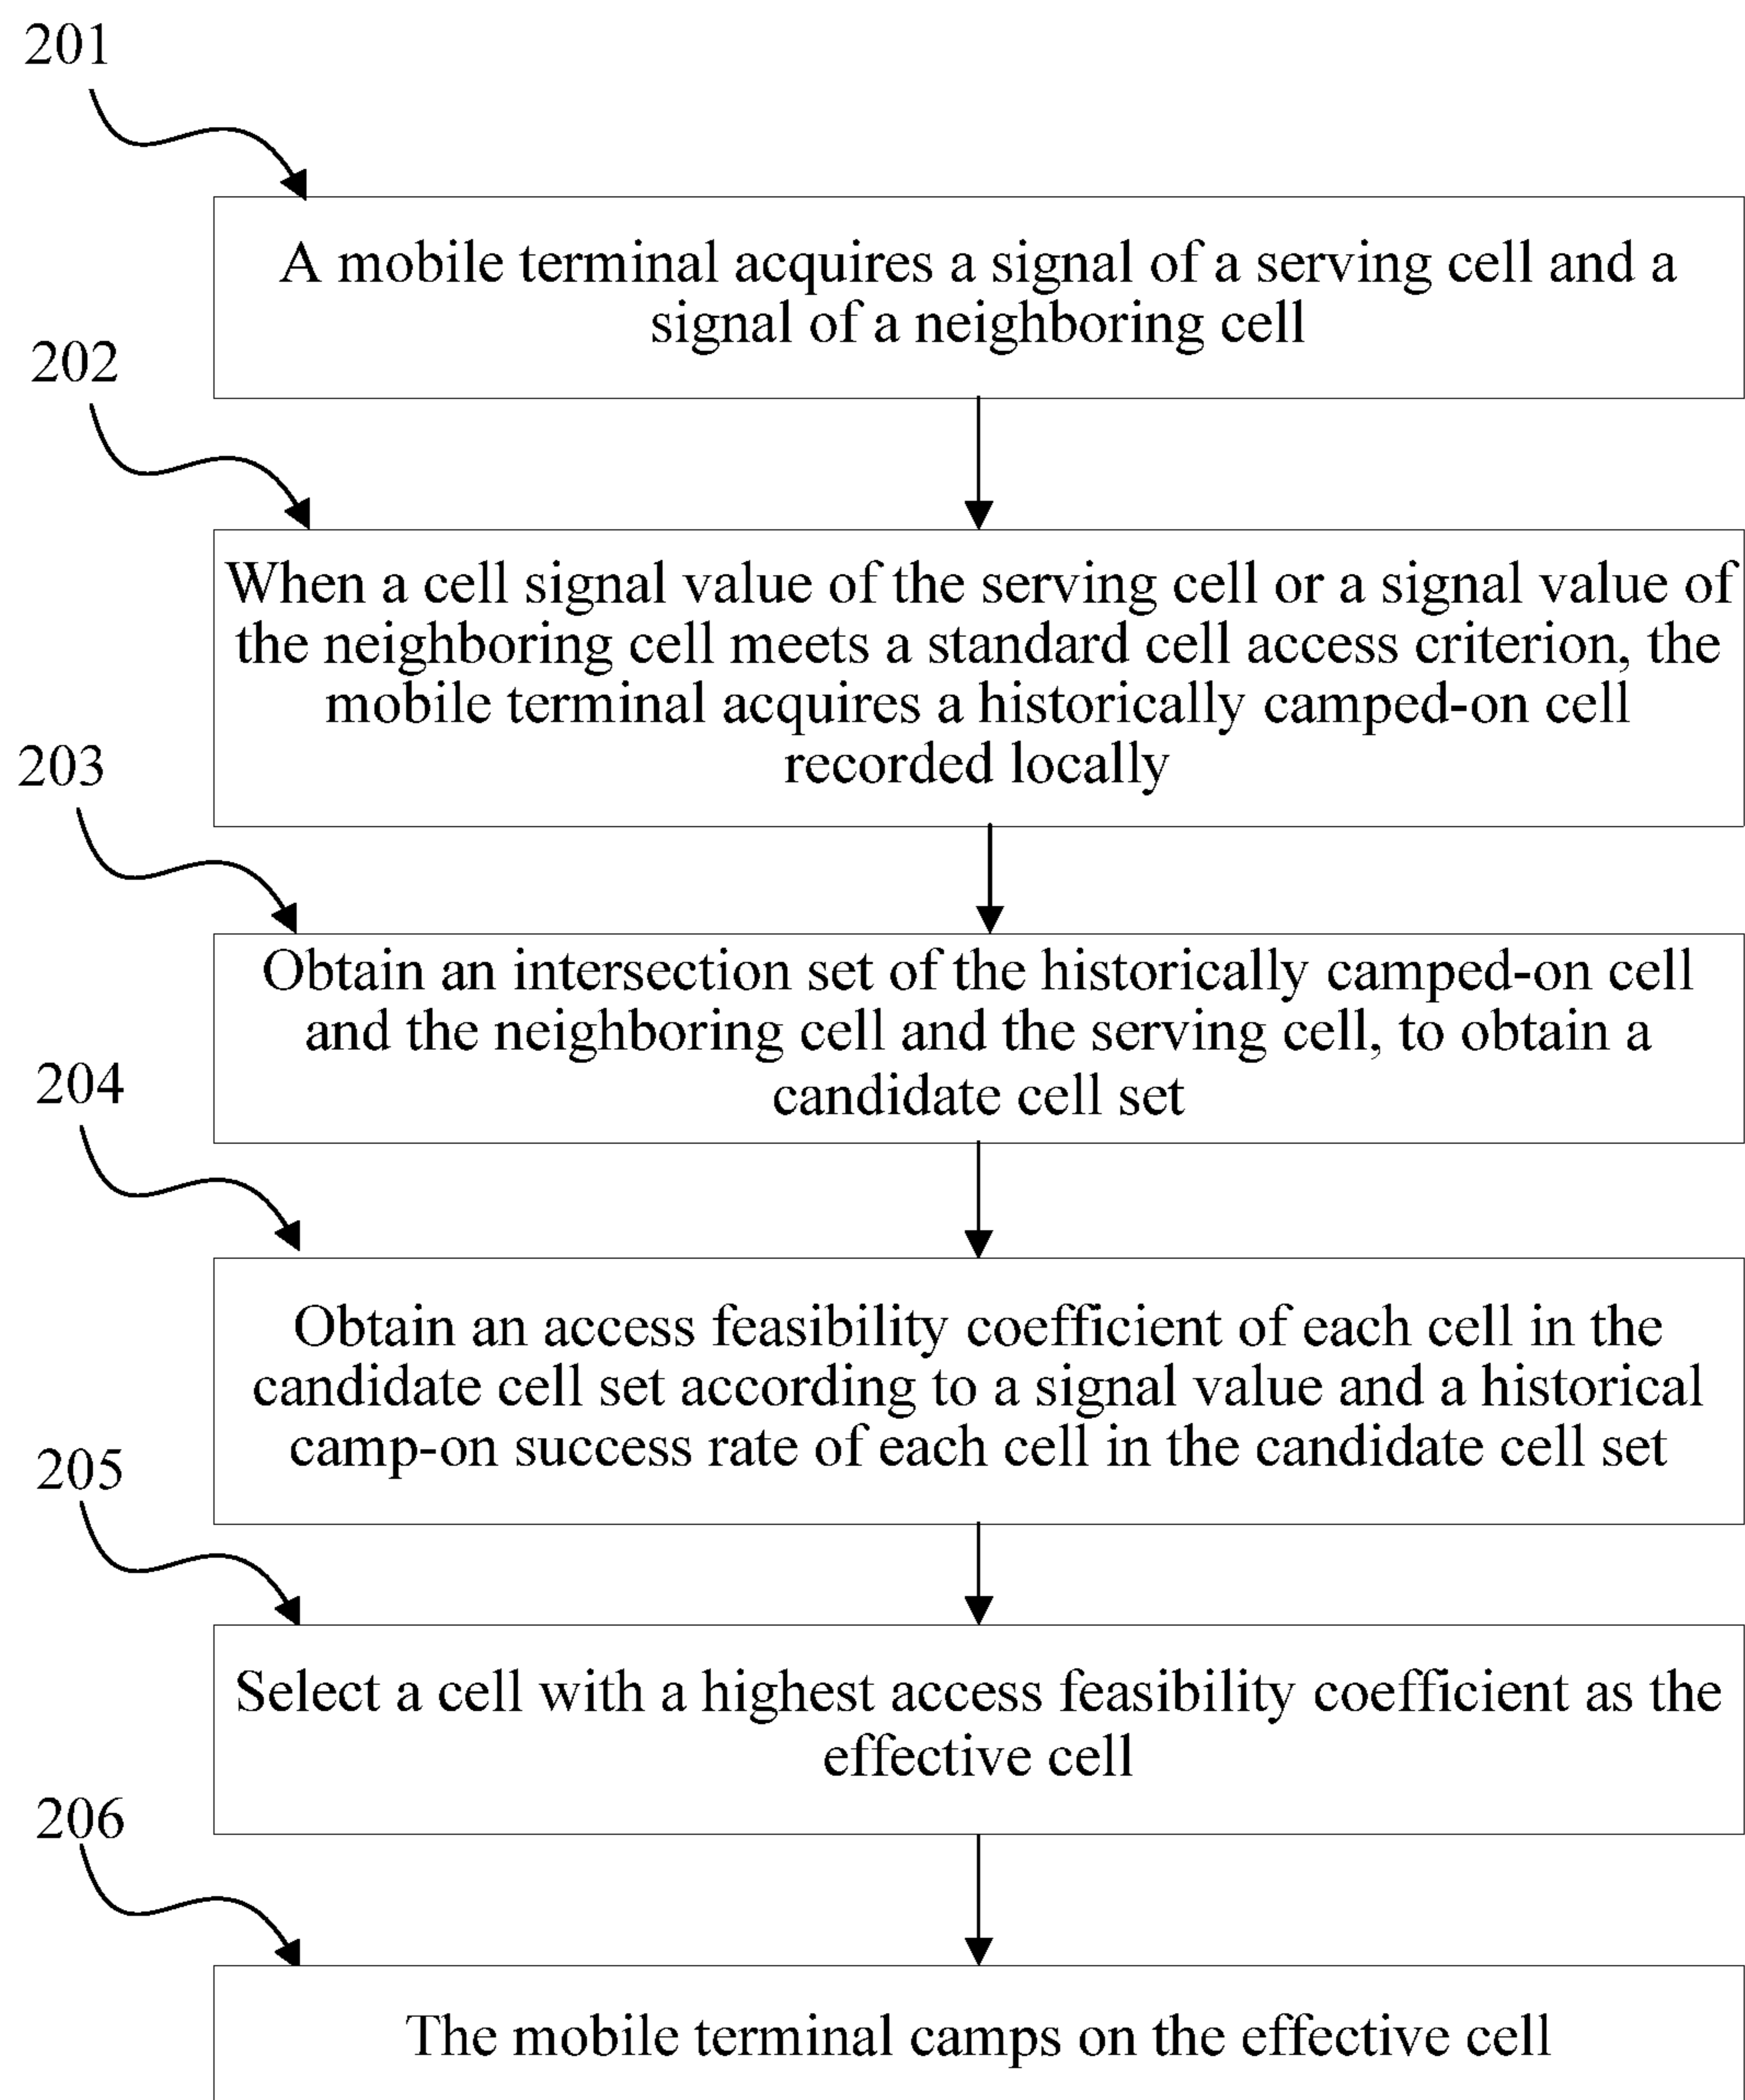 201
A mobile terminal acquires a signal of a serving cell and a
signal of a neighboring cell
202
When a cell signal value of the serving cell or a signal value of
the neighboring cell meets a standard cell access criterion, the
mobile terminal acquires a historically camped-on cell
recorded locally
203
Obtain an intersection set of the historically camped-on cell
and the neighboring cell and the serving cell, to obtain a
candidate cell set
204
Obtain an access feasibility coefficient of each cell in the
candidate cell set according to a signal value and a historical
camp-on success rate of each cell in the candidate cell set
205
Select a cell with a highest access feasibility coefficient as the
effective cell
206
The mobile terminal camps on the effective cell